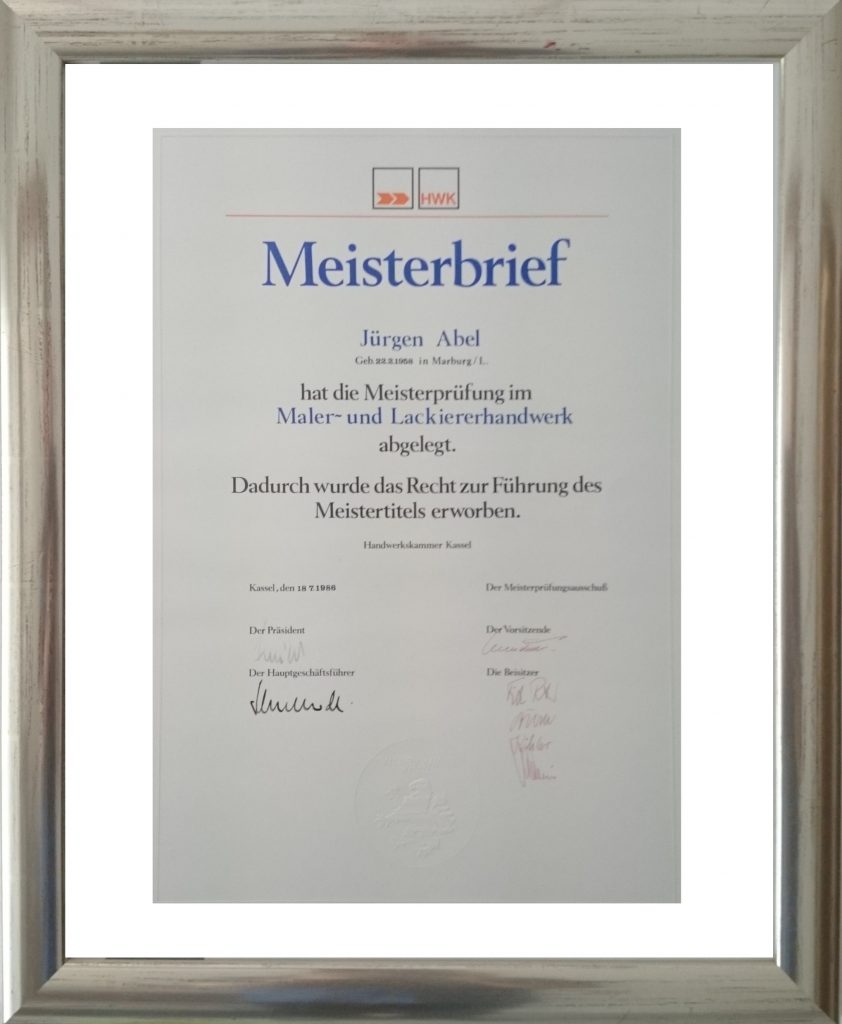 HWK
Meisterbrief
Jürgen Abel
Geb. 22.2.1958 in Marburg/L.
hat die Meisterprüfung im
Maler- und Lackiererhandwerk
abgelegt.
Dadurch wurde das Recht zur Führung des
Meistertitels erworben.
Handwerkskammer Kassel
Kassel, den 18.7.1986
Der Meisterprüfungsausschuß
Der Präsident
Der Vorsitzende
Der Hauptgeschäftsführer
Die Beisitzer